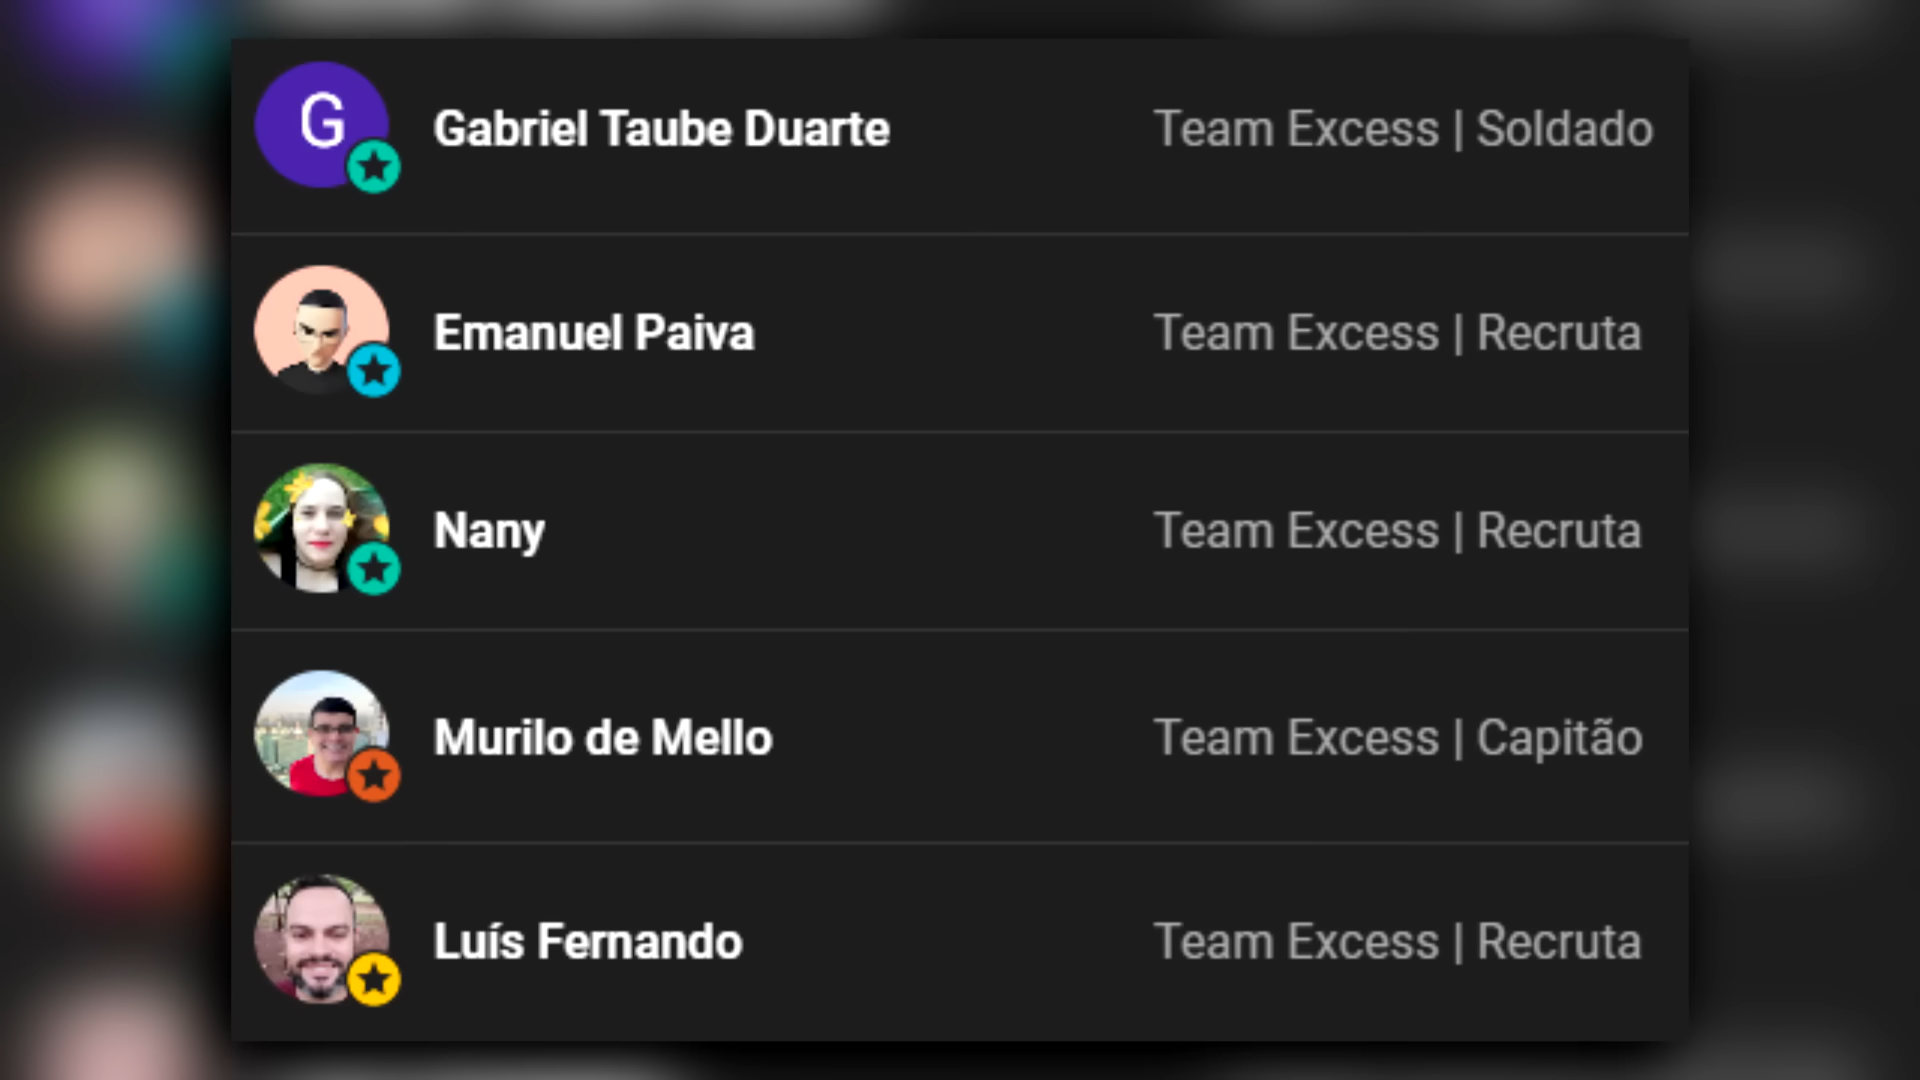 G
Gabriel Taube Duarte Team Excess | Soldado
Emanuel Paiva Team Excess | Recruta
Nany Team Excess | Recruta
Murilo de Mello Team Excess | Capitão
Luís Fernando Team Excess | Recruta